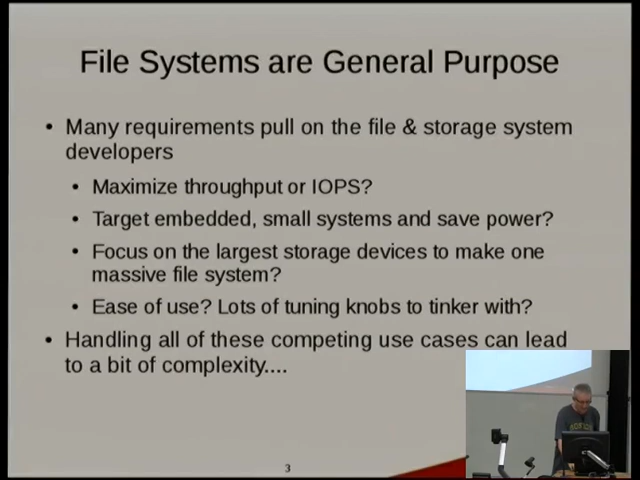 File Systems are General Purpose
• Many requirements pull on the file & storage system
developers
• Maximize throughput or IOPS?
• Target embedded, small systems and save power?
• Focus on the largest storage devices to make one
massive file system?
• Ease of use? Lots of tuning knobs to tinker with?
• Handling all of these competing use cases can lead
to a bit of complexity....
3